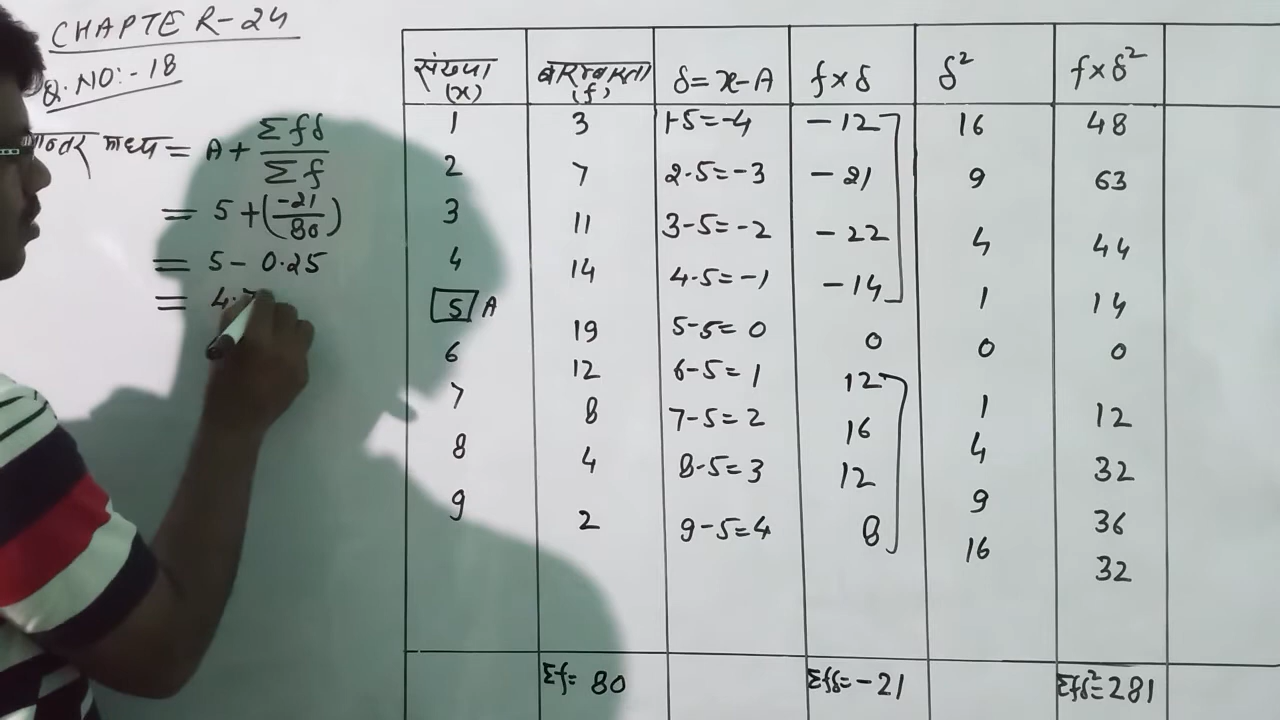 CHAPTER-24
Q.NO:-18
मध्य = A + Σfδ / Σf
= 5 + (-21/80)
= 5 - 0.25
= 4.7
संख्या (x) बारम्बारता (f) δ=x-A f×δ δ² f×δ²
1 3 1-5=-4 -12 16 48
2 7 2-5=-3 -21 9 63
3 11 3-5=-2 -22 4 44
4 14 4-5=-1 -14 1 14
5 A 19 5-5=0 0 0 0
6 12 6-5=1 12 1 12
7 8 7-5=2 16 4 32
8 4 8-5=3 12 9 36
9 2 9-5=4 8 16 32
Σf= 80 Σfδ=-21 Σfδ²=281